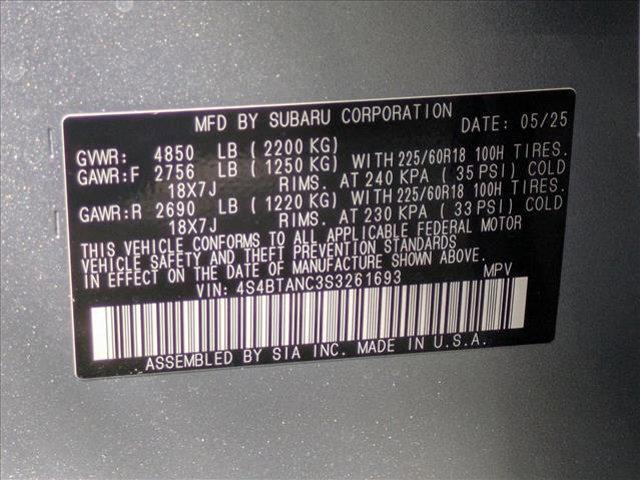 MFD BY SUBARU CORPORATION DATE: 05/25
GVWR: 4850 LB ( 2200 KG)
GAWR:F 2756 LB ( 1250 KG) WITH 225/60R18 100H TIRES.
18X7J RIMS. AT 240 KPA ( 35 PSI) COLD
GAWR:R 2690 LB ( 1220 KG) WITH 225/60R18 100H TIRES.
18X7J RIMS. AT 230 KPA ( 33 PSI) COLD
THIS VEHICLE CONFORMS TO ALL APPLICABLE FEDERAL MOTOR
VEHICLE SAFETY AND THEFT PREVENTION STANDARDS
IN EFFECT ON THE DATE OF MANUFACTURE SHOWN ABOVE.
VIN: 4S4BTANC3S3261693 MPV
ASSEMBLED BY SIA INC. MADE IN U.S.A.